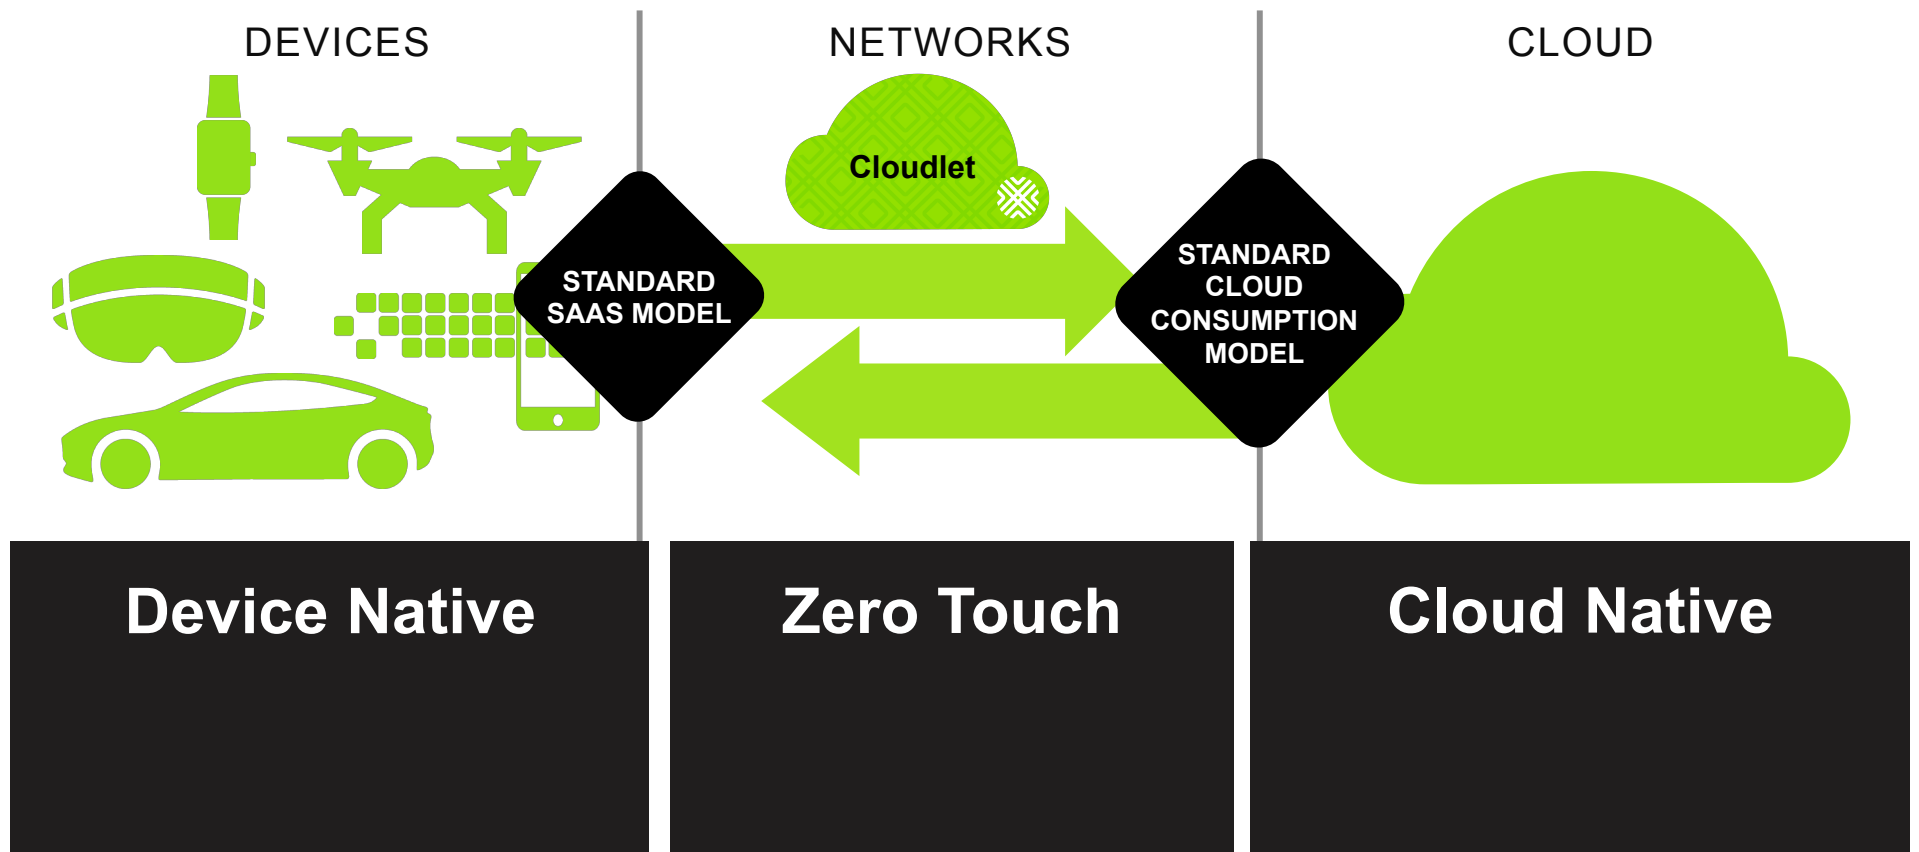 DEVICES
NETWORKS
CLOUD
Cloudlet
STANDARD
SAAS MODEL
STANDARD
CLOUD
CONSUMPTION
MODEL
Device Native
Zero Touch
Cloud Native